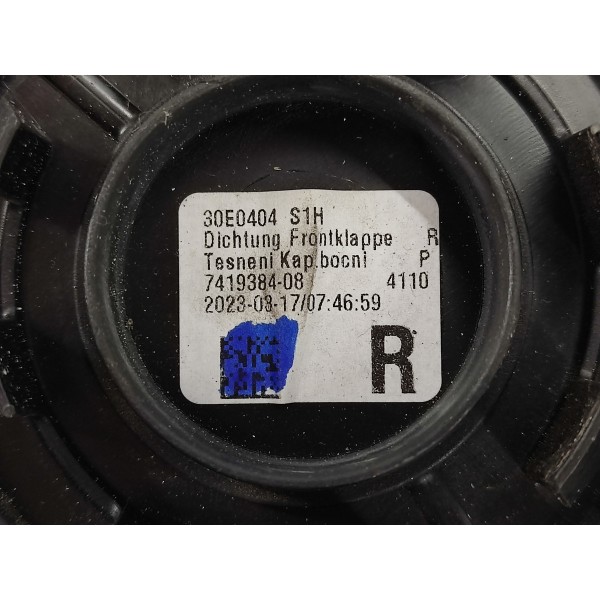 30E0404 S1H
Dichtung Frontklappe R
Tesneni Kap.bocni P
7419384-08 4110
2023-03-17/07:46:59
R